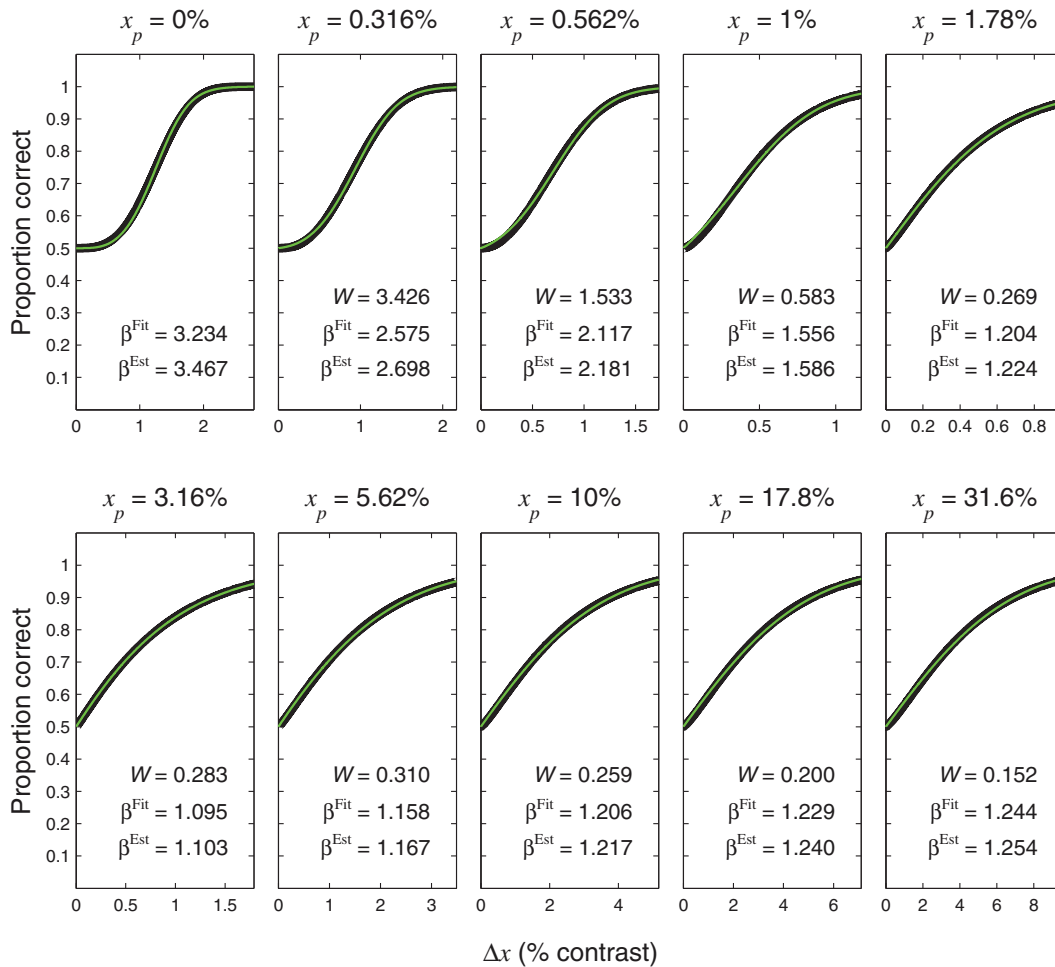 x_p = 0% x_p = 0.316% x_p = 0.562% x_p = 1% x_p = 1.78%
Proportion correct
1
0.9
0.8
0.7
0.6
0.5
0.4
0.3
0.2
0.1
β^Fit = 3.234
β^Est = 3.467
W = 3.426
β^Fit = 2.575
β^Est = 2.698
W = 1.533
β^Fit = 2.117
β^Est = 2.181
W = 0.583
β^Fit = 1.556
β^Est = 1.586
W = 0.269
β^Fit = 1.204
β^Est = 1.224
0 1 2 0 1 2 0 0.5 1 1.5 0 0.5 1 0 0.2 0.4 0.6 0.8
x_p = 3.16% x_p = 5.62% x_p = 10% x_p = 17.8% x_p = 31.6%
Proportion correct
1
0.9
0.8
0.7
0.6
0.5
0.4
0.3
0.2
0.1
W = 0.283
β^Fit = 1.095
β^Est = 1.103
W = 0.310
β^Fit = 1.158
β^Est = 1.167
W = 0.259
β^Fit = 1.206
β^Est = 1.217
W = 0.200
β^Fit = 1.229
β^Est = 1.240
W = 0.152
β^Fit = 1.244
β^Est = 1.254
0 0.5 1 1.5 0 1 2 3 0 2 4 0 2 4 6 0 2 4 6 8
Δx (% contrast)